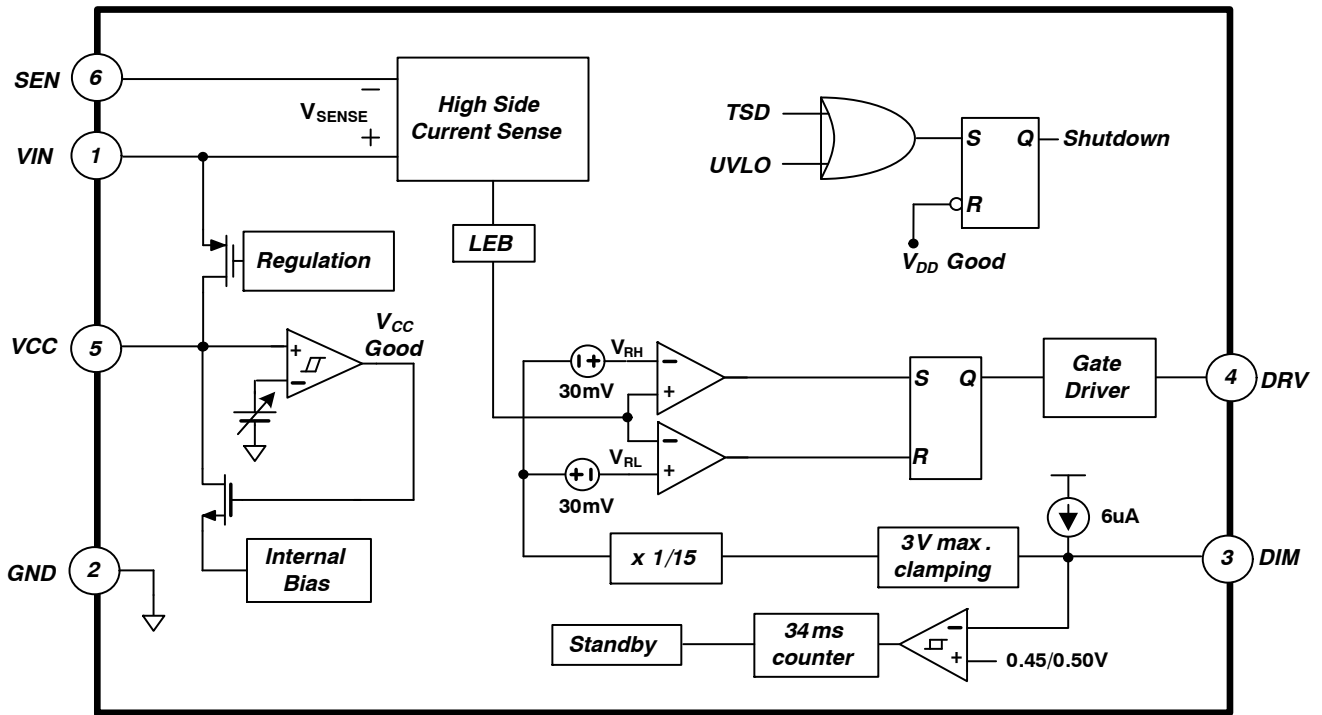 SEN 6
VIN 1
VCC 5
GND 2
−
VSENSE
+
High Side
Current Sense
TSD
UVLO
S Q Shutdown
R
VDD Good
LEB
Regulation
VCC
Good
+
−
Internal
Bias
VRH
30mV
−
+
VRL
30mV
−
+
S Q
R
Gate
Driver
4 DRV
6uA
x 1/15
3V max.
clamping
3 DIM
Standby
34ms
counter
−
+
0.45/0.50V